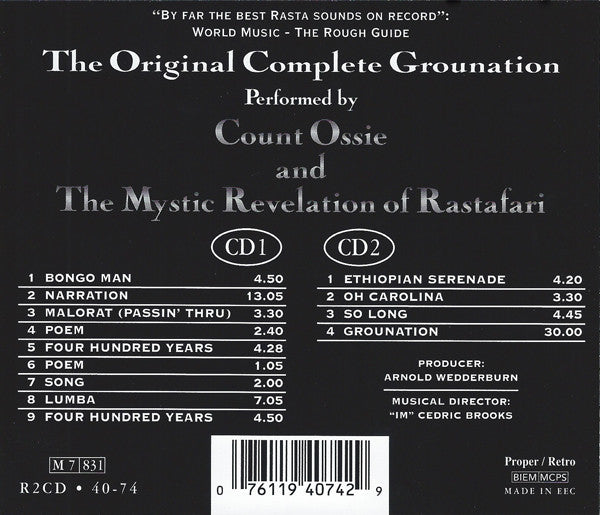 "BY FAR THE BEST RASTA SOUNDS ON RECORD":
WORLD MUSIC - THE ROUGH GUIDE
The Original Complete Grounation
Performed by
Count Ossie
and
The Mystic Revelation of Rastafari
CD1
1 BONGO MAN 4.50
2 NARRATION 13.05
3 MALORAT (PASSIN' THRU) 3.30
4 POEM 2.40
5 FOUR HUNDRED YEARS 4.28
6 POEM 1.05
7 SONG 2.00
8 LUMBA 7.05
9 FOUR HUNDRED YEARS 4.50
CD2
1 ETHIOPIAN SERENADE 4.20
2 OH CAROLINA 3.30
3 SO LONG 4.45
4 GROUNATION 30.00
PRODUCER:
ARNOLD WEDDERBURN
MUSICAL DIRECTOR:
"IM" CEDRIC BROOKS
M 7 831
R2CD • 40-74
0 76119 40742 9
Proper / Retro
BIEM MCPS
MADE IN EEC